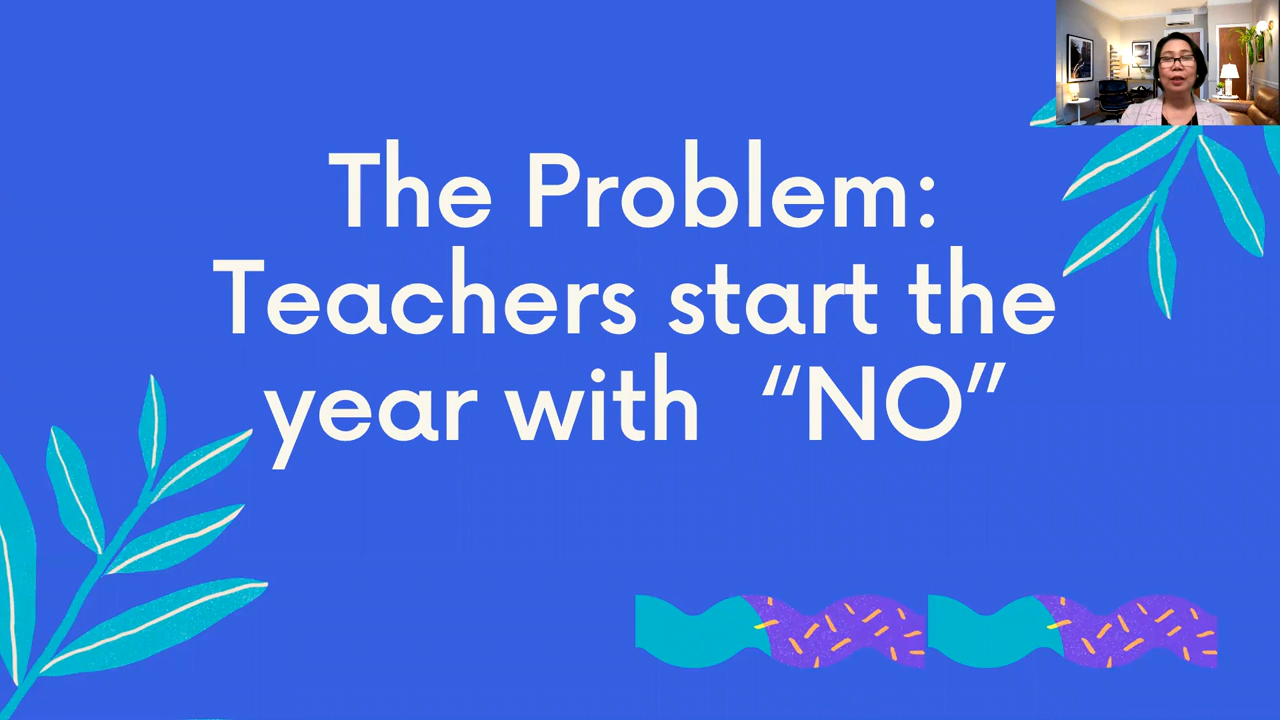 The Problem:
Teachers start the
year with “NO”